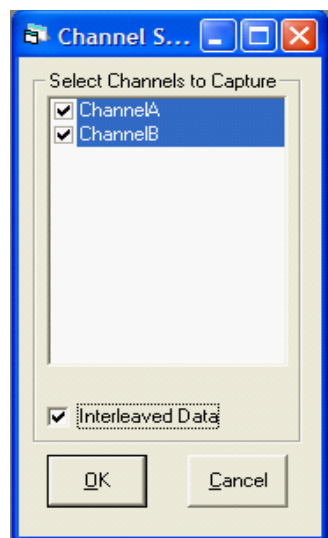 Channel S...
Select Channels to Capture
ChannelA
ChannelB
Interleaved Data
OK
Cancel